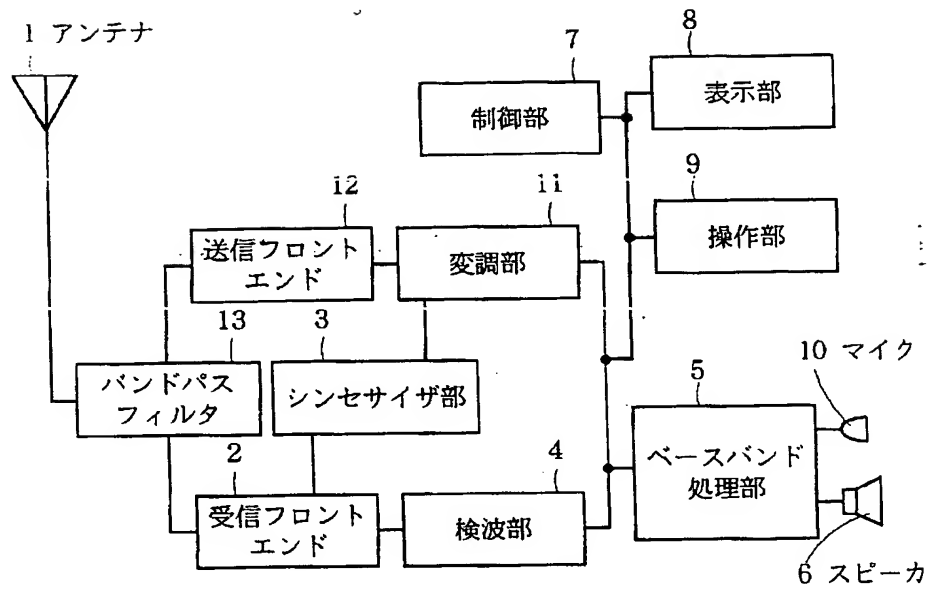 1 アンテナ
7
制御部
8
表示部
9
操作部
12
送信フロント
エンド
11
変調部
13
バンドパス
フィルタ
3
シンセサイザ部
2
受信フロント
エンド
4
検波部
5
ベースバンド
処理部
10 マイク
6 スピーカ